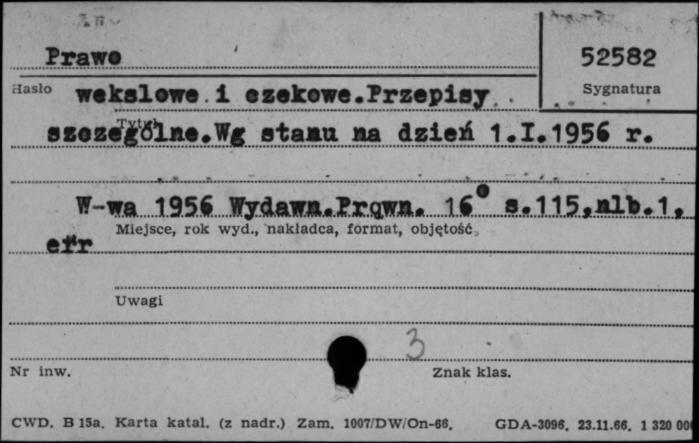 Prawo
52582
Hasło
Sygnatura
wekslowe i czekowe.Przepisy
Tytuł
szczególne.Wg stanu na dzień 1.I.1956 r.
W-wa 1956 Wydawn.Prqwn. 16° s.115,nlb.1,
Miejsce, rok wyd., nakładca, format, objętość
err
Uwagi
3
Nr inw.
Znak klas.
CWD. B 15a. Karta katal. (z nadr.) Zam. 1007/DW/On-66. GDA-3096. 23.11.66. 1 320 00